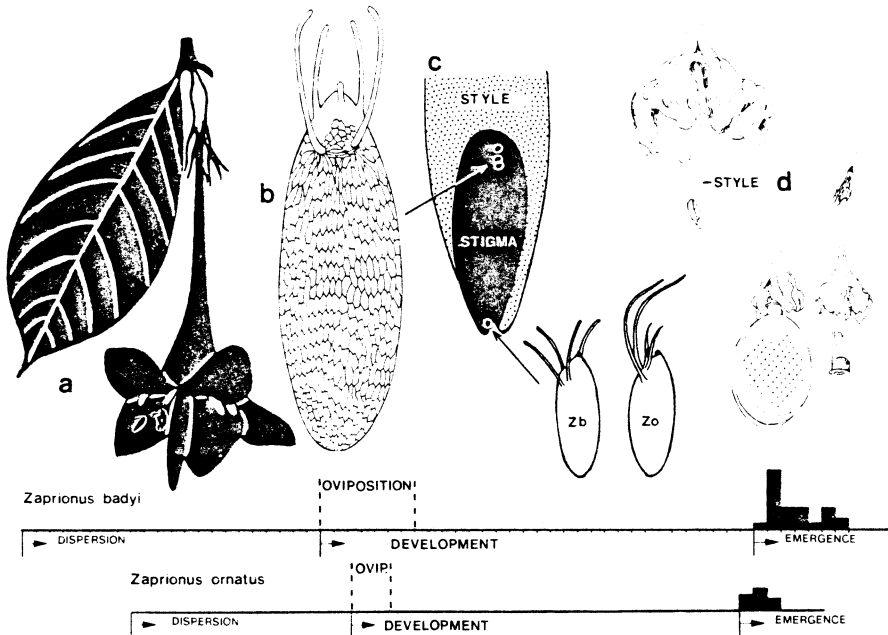 a
b
c
STYLE
STIGMA
-STYLE
d
Zb
Zo
Zaprionus badyi
OVIPOSITION
DISPERSION
DEVELOPMENT
EMERGENCE
Zaprionus ornatus
OVIP
DISPERSION
DEVELOPMENT
EMERGENCE